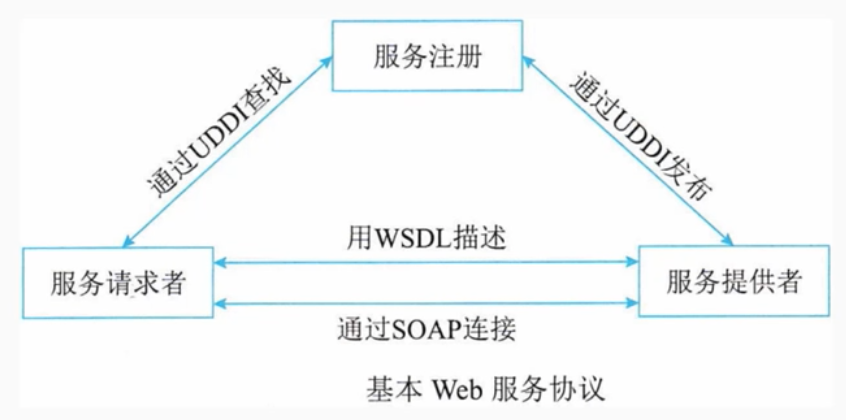 服务注册
通过UDDI查找
通过UDDI发布
用WSDL描述
服务请求者
服务提供者
通过SOAP连接
基本 Web 服务协议